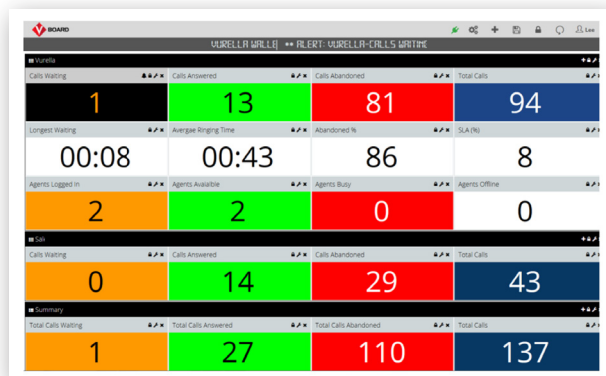 V BOARD
Lee
VURELLA WALLB ** ALERT: VURELLA-CALLS WAITING
Vurella
Calls Waiting Calls Answered Calls Abandoned Total Calls
1 13 81 94
Longest Waiting Avergae Ringing Time Abandoned % SLA (%)
00:08 00:43 86 8
Agents Logged In Agents Avaialble Agents Busy Agents Offline
2 2 0 0
Sali
Calls Waiting Calls Answered Calls Abandoned Total Calls
0 14 29 43
Summary
Total Calls Waiting Total Calls Answered Total Calls Abandoned Total Calls
1 27 110 137